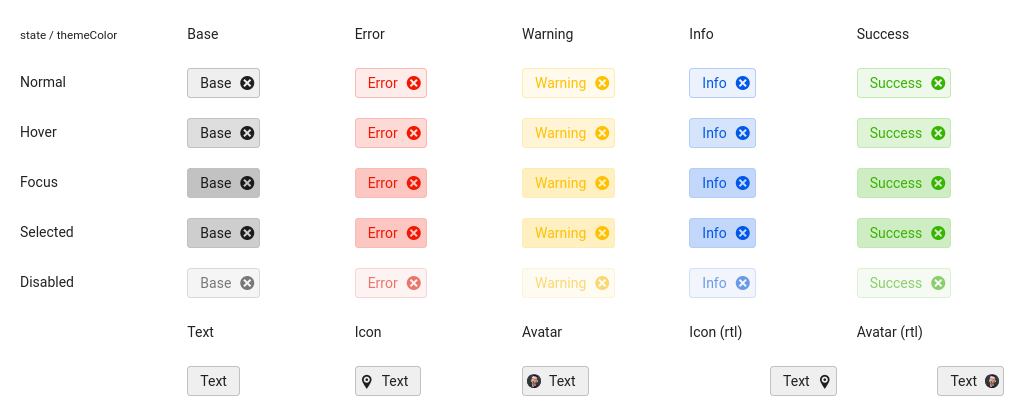 state / themeColor Base Error Warning Info Success
Normal Base Error Warning Info Success
Hover Base Error Warning Info Success
Focus Base Error Warning Info Success
Selected Base Error Warning Info Success
Disabled Base Error Warning Info Success
Text Icon Avatar Icon (rtl) Avatar (rtl)
Text Text Text Text Text